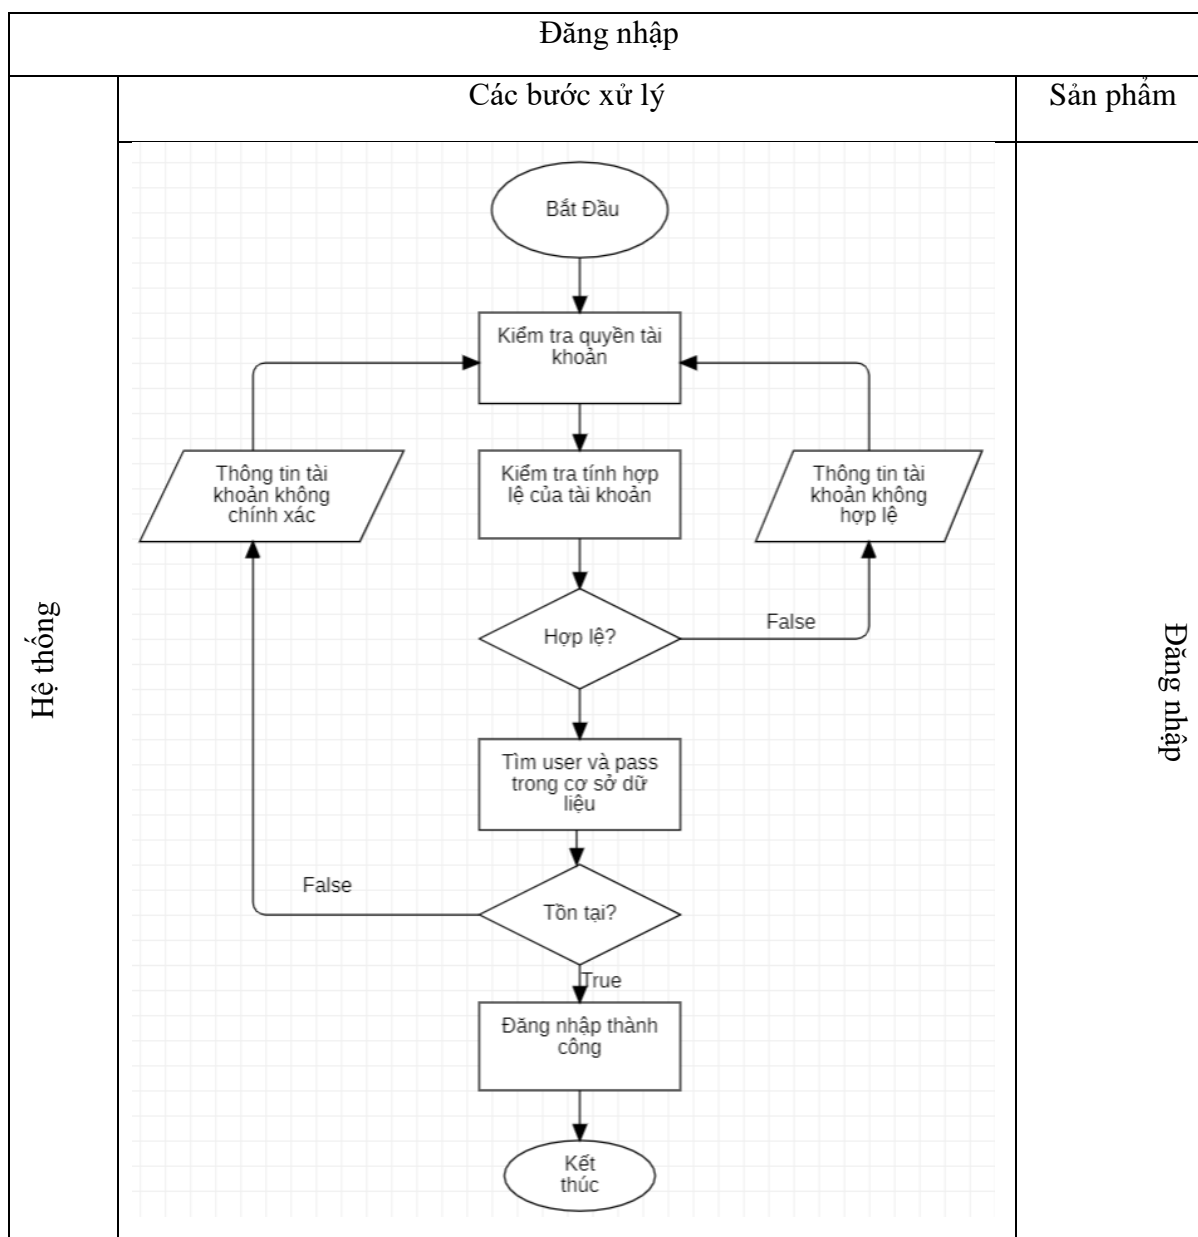 Đăng nhập
Các bước xử lý
Sản phẩm
Hệ thống
Bắt Đầu
Kiểm tra quyền tài
khoản
Thông tin tài
khoản không
chính xác
Kiểm tra tính hợp
lệ của tài khoản
Thông tin tài
khoản không
hợp lệ
Hợp lệ?
False
Tìm user và pass
trong cơ sở dữ
liệu
False
Tồn tại?
True
Đăng nhập thành
công
Kết
thúc
Đăng nhập